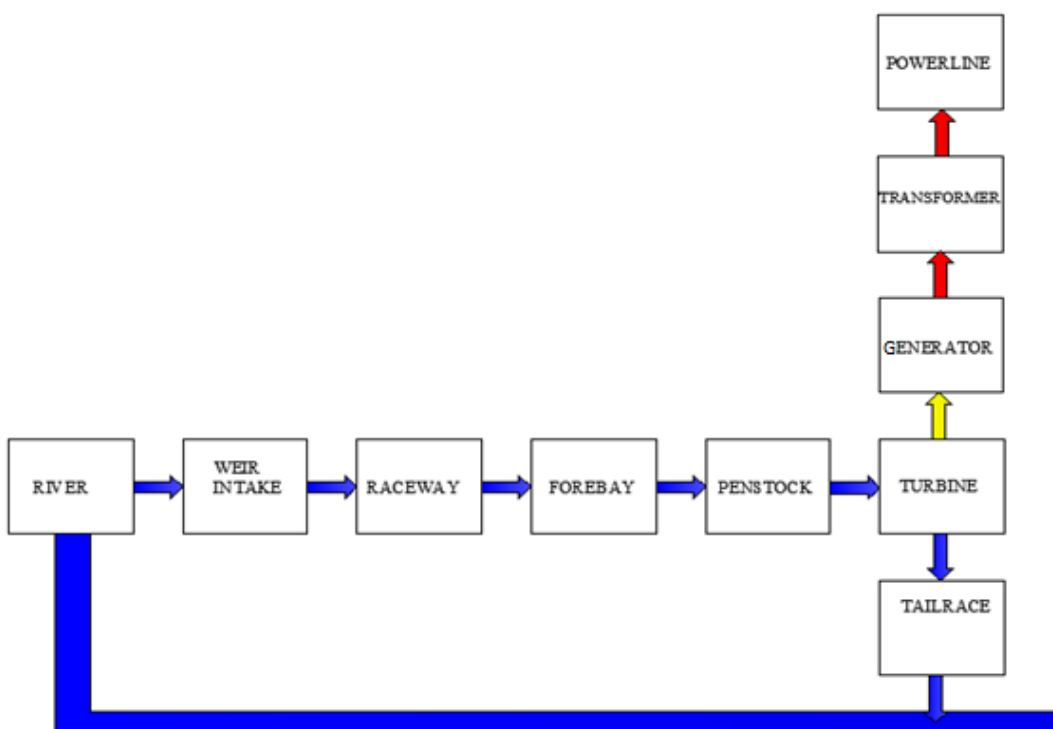 POWERLINE
TRANSFORMER
GENERATOR
RIVER
WEIR
INTAKE
RACEWAY
FOREBAY
PENSTOCK
TURBINE
TAILRACE